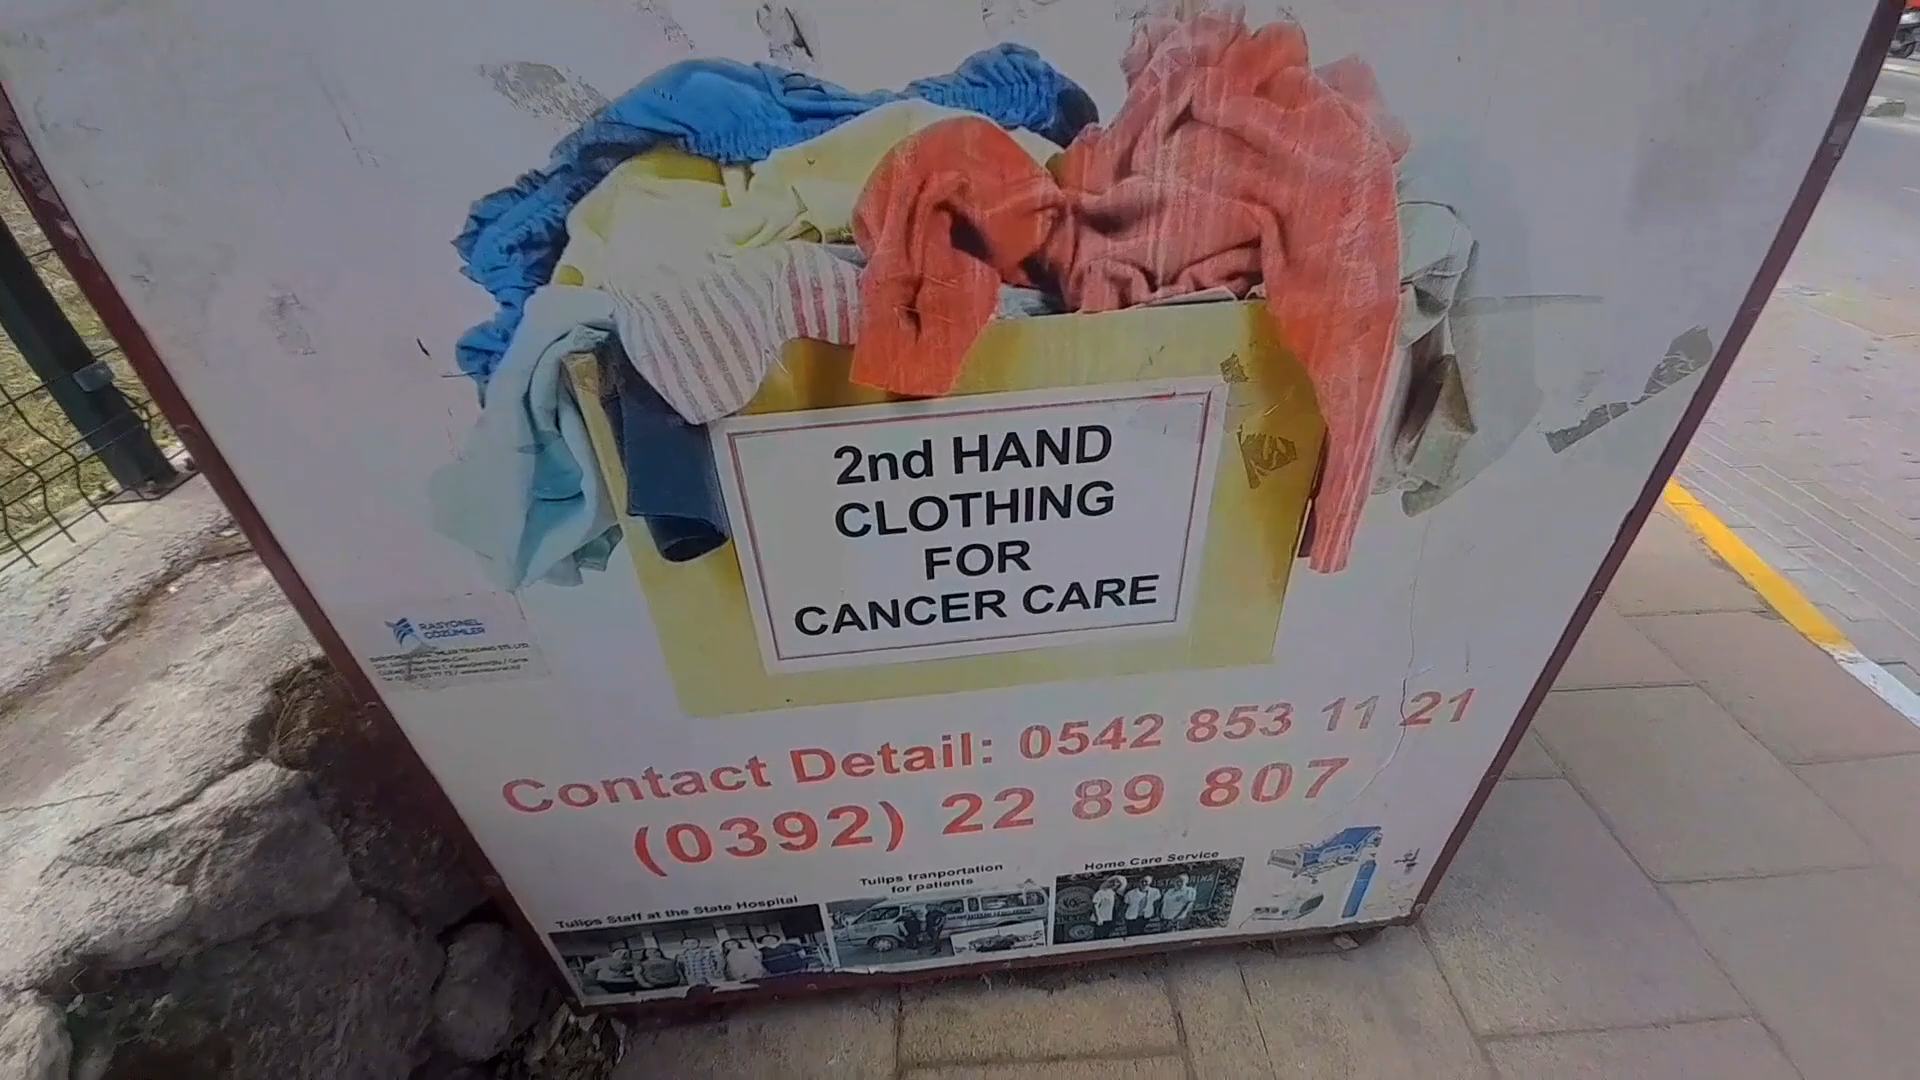 2nd HAND
CLOTHING
FOR
CANCER CARE
RASYONEL
ÇÖZÜMLER
Contact Detail: 0542 853 11 21
(0392) 22 89 807
Tulips Staff at the State Hospital
Tulips tranportation
for patients
Home Care Service